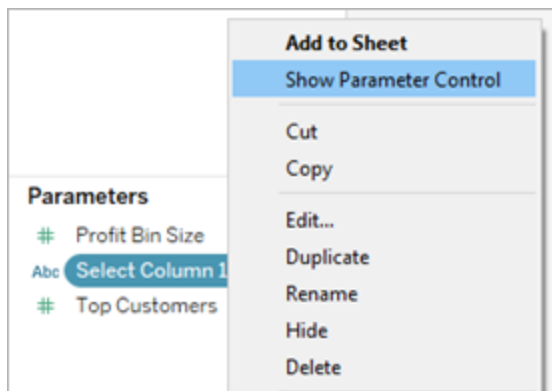 Add to Sheet
Show Parameter Control
Cut
Copy
Edit...
Duplicate
Rename
Hide
Delete
Parameters
# Profit Bin Size
Abc Select Column 1
# Top Customers